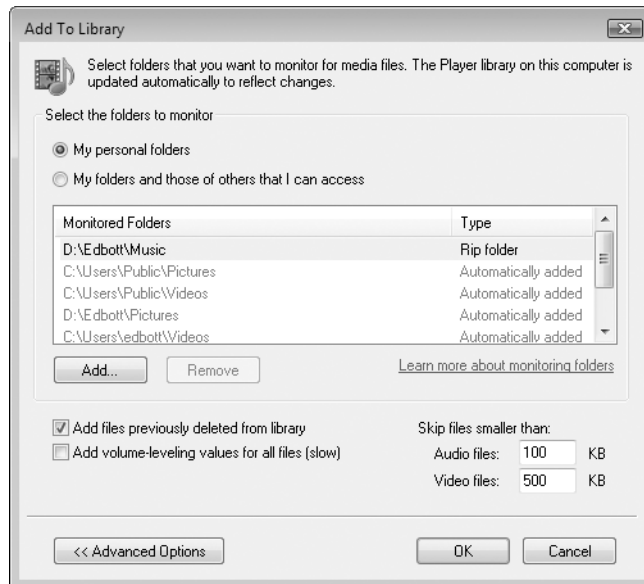 Add To Library
Select folders that you want to monitor for media files. The Player library on this computer is
updated automatically to reflect changes.
Select the folders to monitor
My personal folders
My folders and those of others that I can access
Monitored Folders Type
D:\Edbott\Music Rip folder
C:\Users\Public\Pictures Automatically added
C:\Users\Public\Videos Automatically added
D:\Edbott\Pictures Automatically added
C:\Users\edbott\Videos Automatically added
Add... Remove Learn more about monitoring folders
Add files previously deleted from library
Add volume-leveling values for all files (slow)
Skip files smaller than:
Audio files: 100 KB
Video files: 500 KB
<< Advanced Options OK Cancel